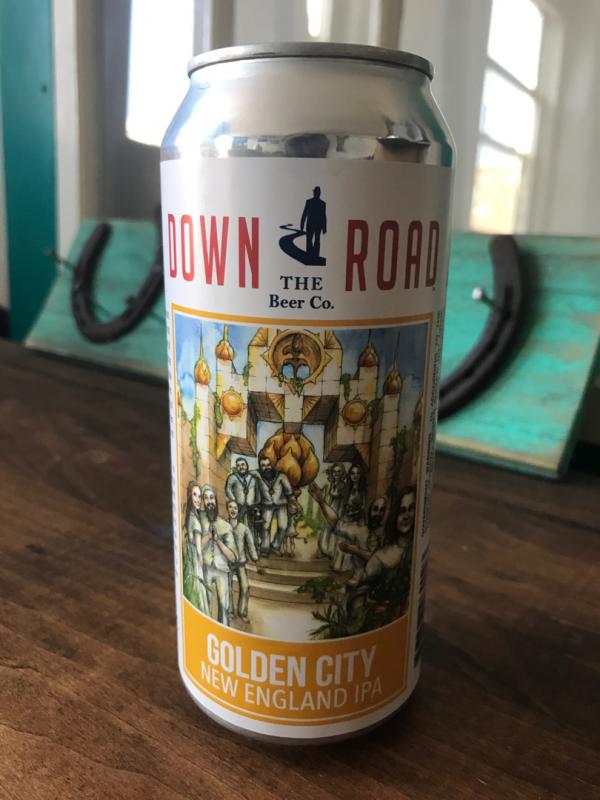 DOWN THE ROAD
Beer Co.
GOLDEN CITY
NEW ENGLAND IPA